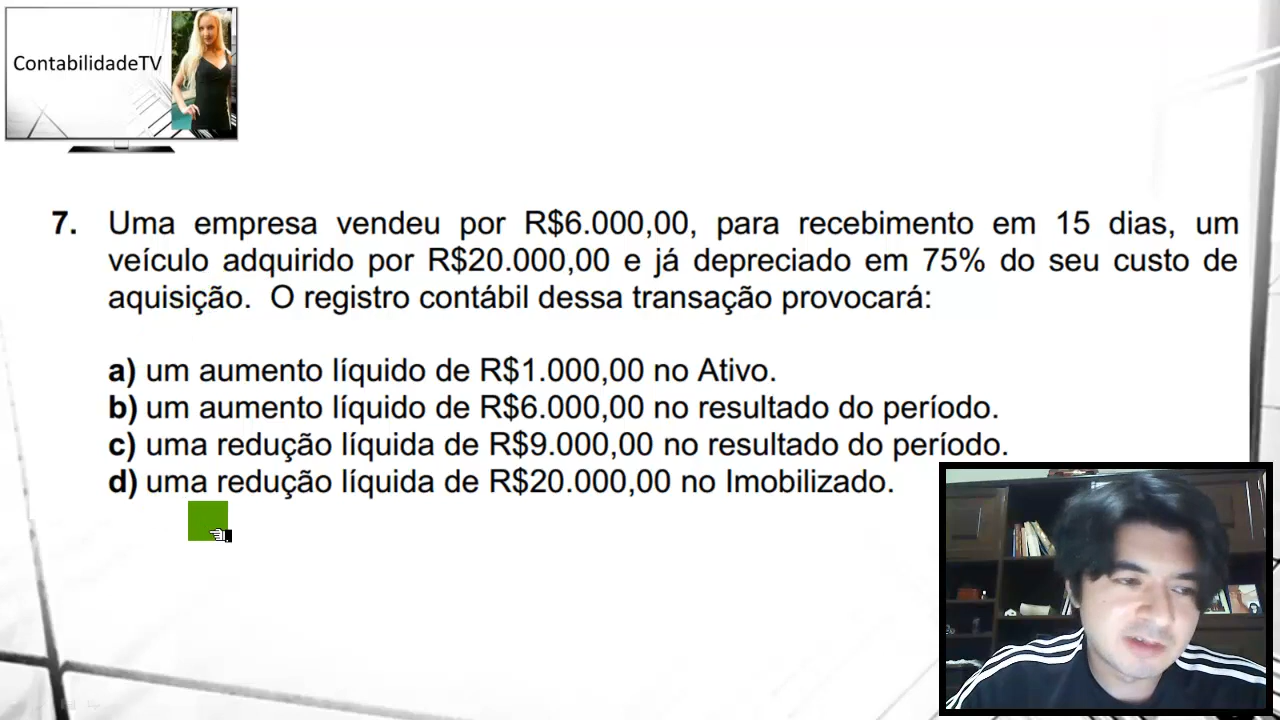 ContabilidadeTV
7. Uma empresa vendeu por R$6.000,00, para recebimento em 15 dias, um
veículo adquirido por R$20.000,00 e já depreciado em 75% do seu custo de
aquisição. O registro contábil dessa transação provocará:
a) um aumento líquido de R$1.000,00 no Ativo.
b) um aumento líquido de R$6.000,00 no resultado do período.
c) uma redução líquida de R$9.000,00 no resultado do período.
d) uma redução líquida de R$20.000,00 no Imobilizado.